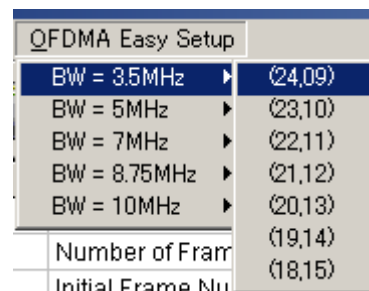 OFDMA Easy Setup
BW = 3.5MHz
BW = 5MHz
BW = 7MHz
BW = 8.75MHz
BW = 10MHz
(24,09)
(23,10)
(22,11)
(21,12)
(20,13)
(19,14)
(18,15)
Number of Fram
Initial Frame Nu